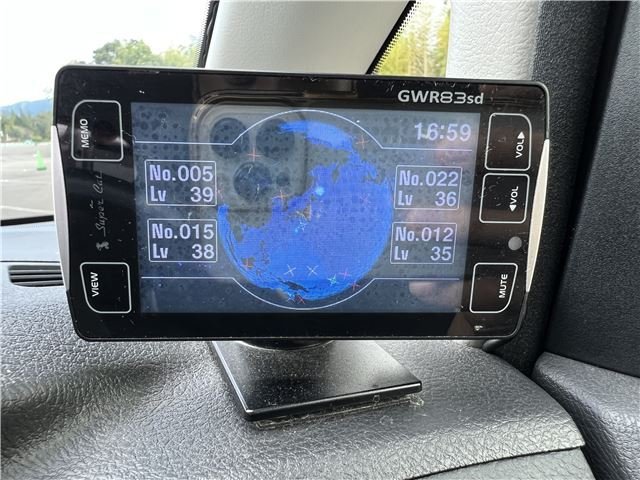 GWR83sd
MEMO
16:59
VOL▶
No.005
Lv 39
No.022
Lv 36
◀VOL
Super Cat
No.015
Lv 38
No.012
Lv 35
VIEW
MUTE